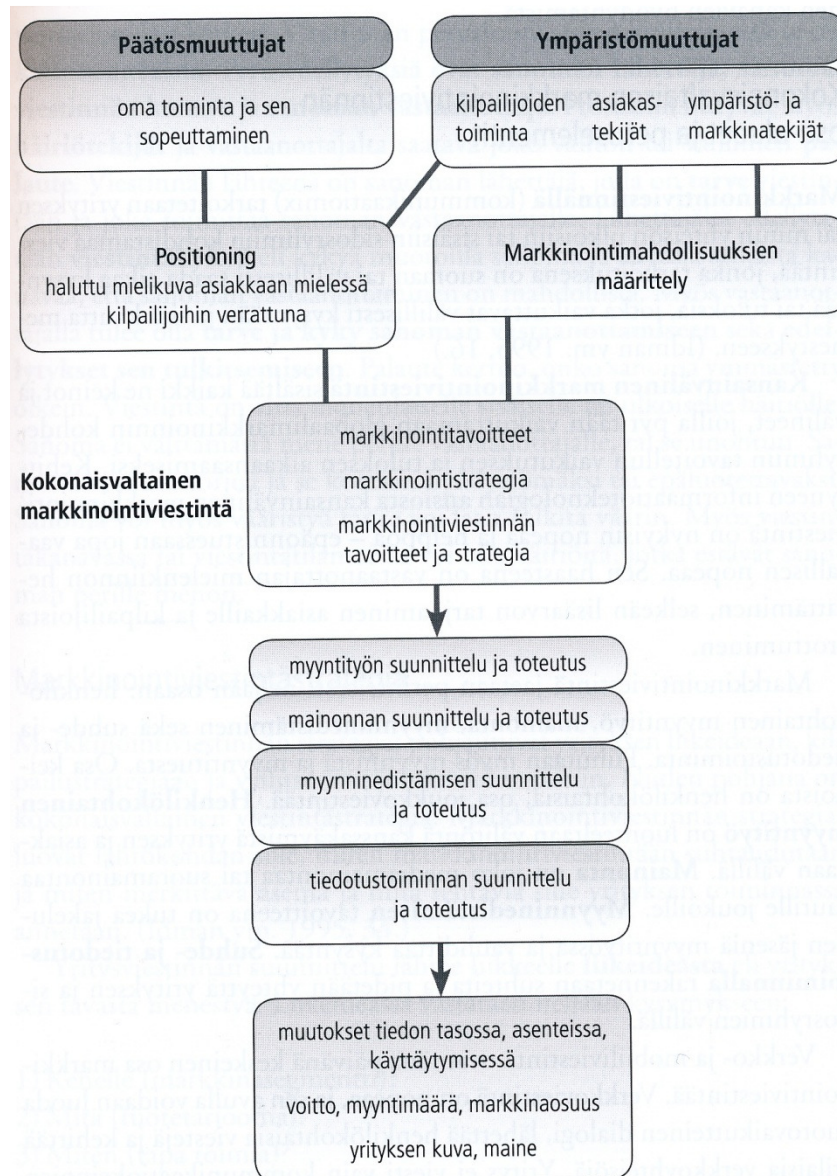 Päätösmuuttujat
oma toiminta ja sen
sopeuttaminen
Ympäristömuuttujat
kilpailijoiden
toiminta
asiakas-
tekijät
ympäristö- ja
markkinatekijät
Positioning
haluttu mielikuva asiakkaan mielessä
kilpailijoihin verrattuna
Markkinointimahdollisuuksien
määrittely
Kokonaisvaltainen
markkinointiviestintä
markkinointitavoitteet
markkinointistrategia
markkinointiviestinnän
tavoitteet ja strategia
myyntityön suunnittelu ja toteutus
mainonnan suunnittelu ja toteutus
myynninedistämisen suunnittelu
ja toteutus
tiedotustoiminnan suunnittelu
ja toteutus
muutokset tiedon tasossa, asenteissa,
käyttäytymisessä
voitto, myyntimäärä, markkinaosuus
yrityksen kuva, maine